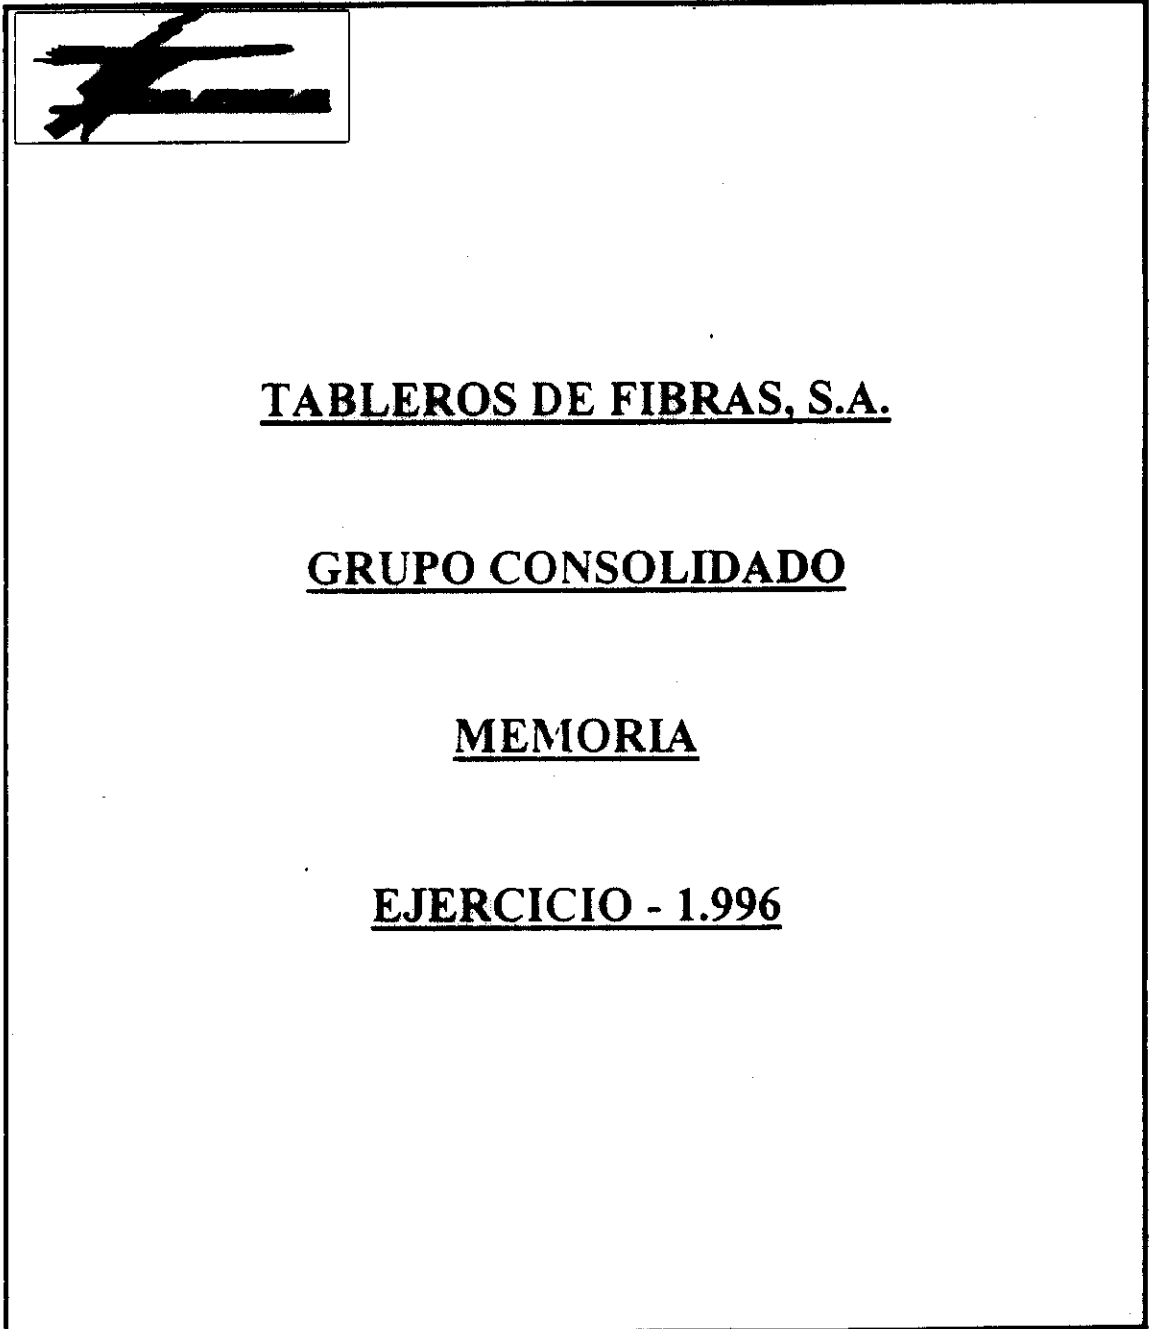 TABLEROS DE FIBRAS, S.A.
GRUPO CONSOLIDADO
MEMORIA
EJERCICIO - 1.996